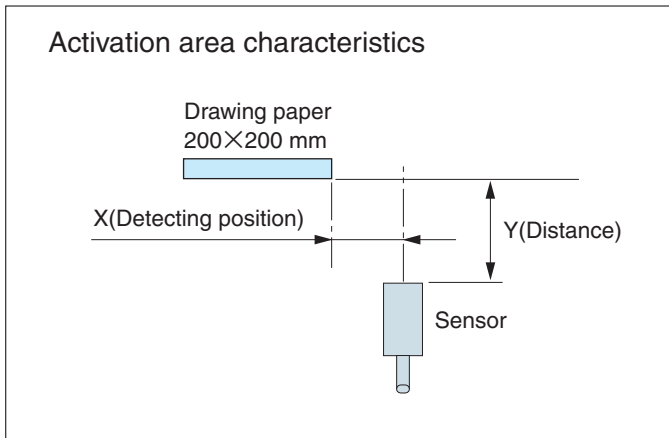 Activation area characteristics
Drawing paper
200×200 mm
X(Detecting position)
Y(Distance)
Sensor